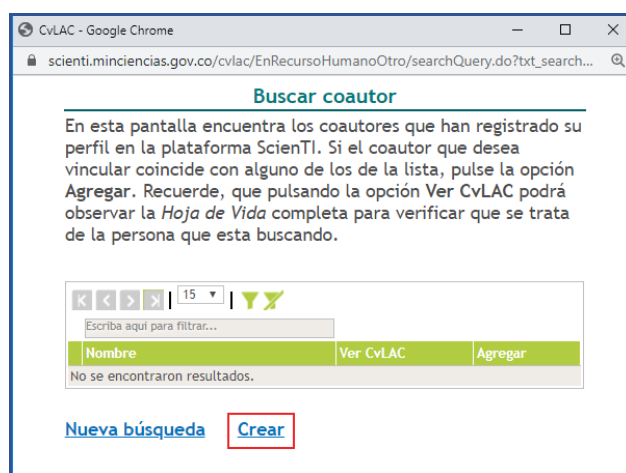 CvLAC - Google Chrome
scienti.minciencias.gov.co/cvlac/EnRecursoHumanoOtro/searchQuery.do?txt_search...
Buscar coautor
En esta pantalla encuentra los coautores que han registrado su
perfil en la plataforma ScienTI. Si el coautor que desea
vincular coincide con alguno de los de la lista, pulse la opción
Agregar. Recuerde, que pulsando la opción Ver CvLAC podrá
observar la Hoja de Vida completa para verificar que se trata
de la persona que esta buscando.
15
Escriba aquí para filtrar...
Nombre Ver CvLAC Agregar
No se encontraron resultados.
Nueva búsqueda Crear